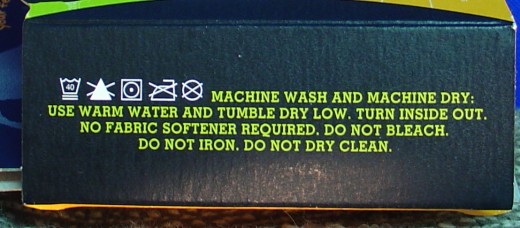 40 MACHINE WASH AND MACHINE DRY:
USE WARM WATER AND TUMBLE DRY LOW. TURN INSIDE OUT.
NO FABRIC SOFTENER REQUIRED. DO NOT BLEACH.
DO NOT IRON. DO NOT DRY CLEAN.